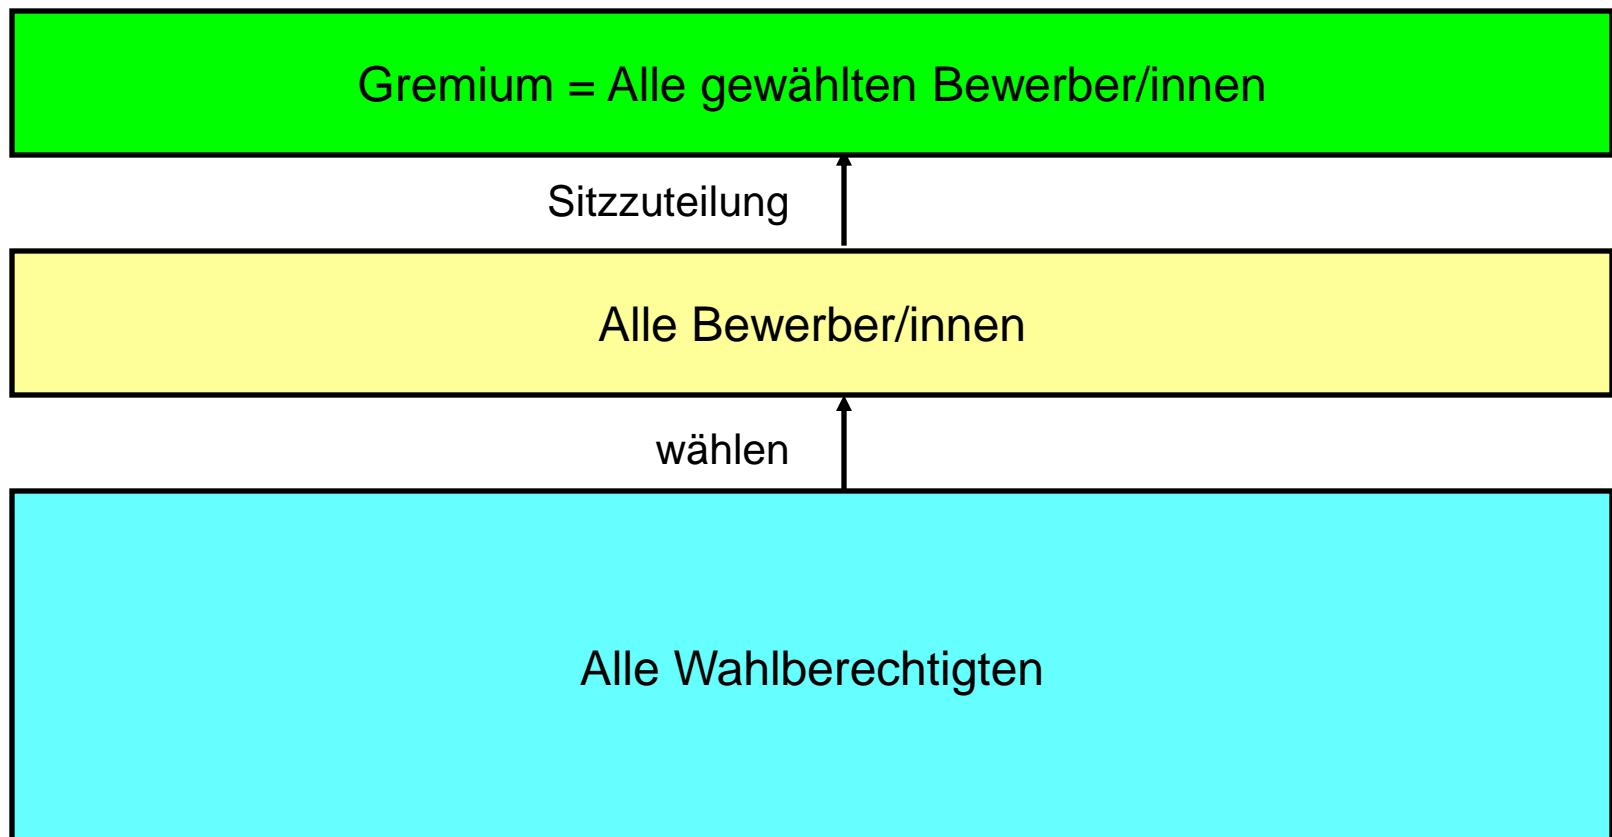 Gremium = Alle gewählten Bewerber/innen
Sitzzuteilung
Alle Bewerber/innen
wählen
Alle Wahlberechtigten